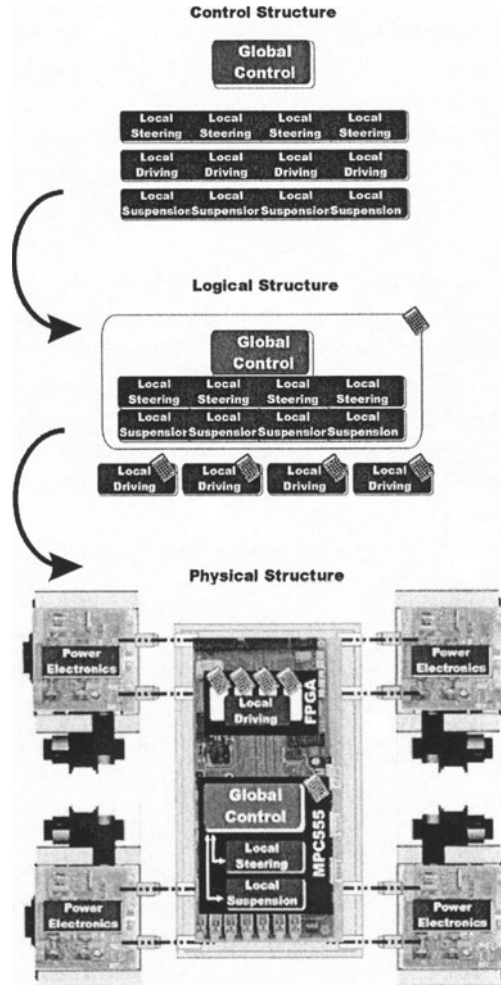 Control Structure
Global
Control
Local Local Local Local
Steering Steering Steering Steering
Local Local Local Local
Driving Driving Driving Driving
Local Local Local Local
Suspension Suspension Suspension Suspension
Logical Structure
Global
Control
Local Local Local Local
Steering Steering Steering Steering
Local Local Local Local
Suspension Suspension Suspension Suspension
Local Local Local Local
Driving Driving Driving Driving
Physical Structure
Power
Electronics
Power
Electronics
Local
Driving
FPGA
Global
Control
Local
Steering
Local
Suspension
MPC555
Power
Electronics
Power
Electronics